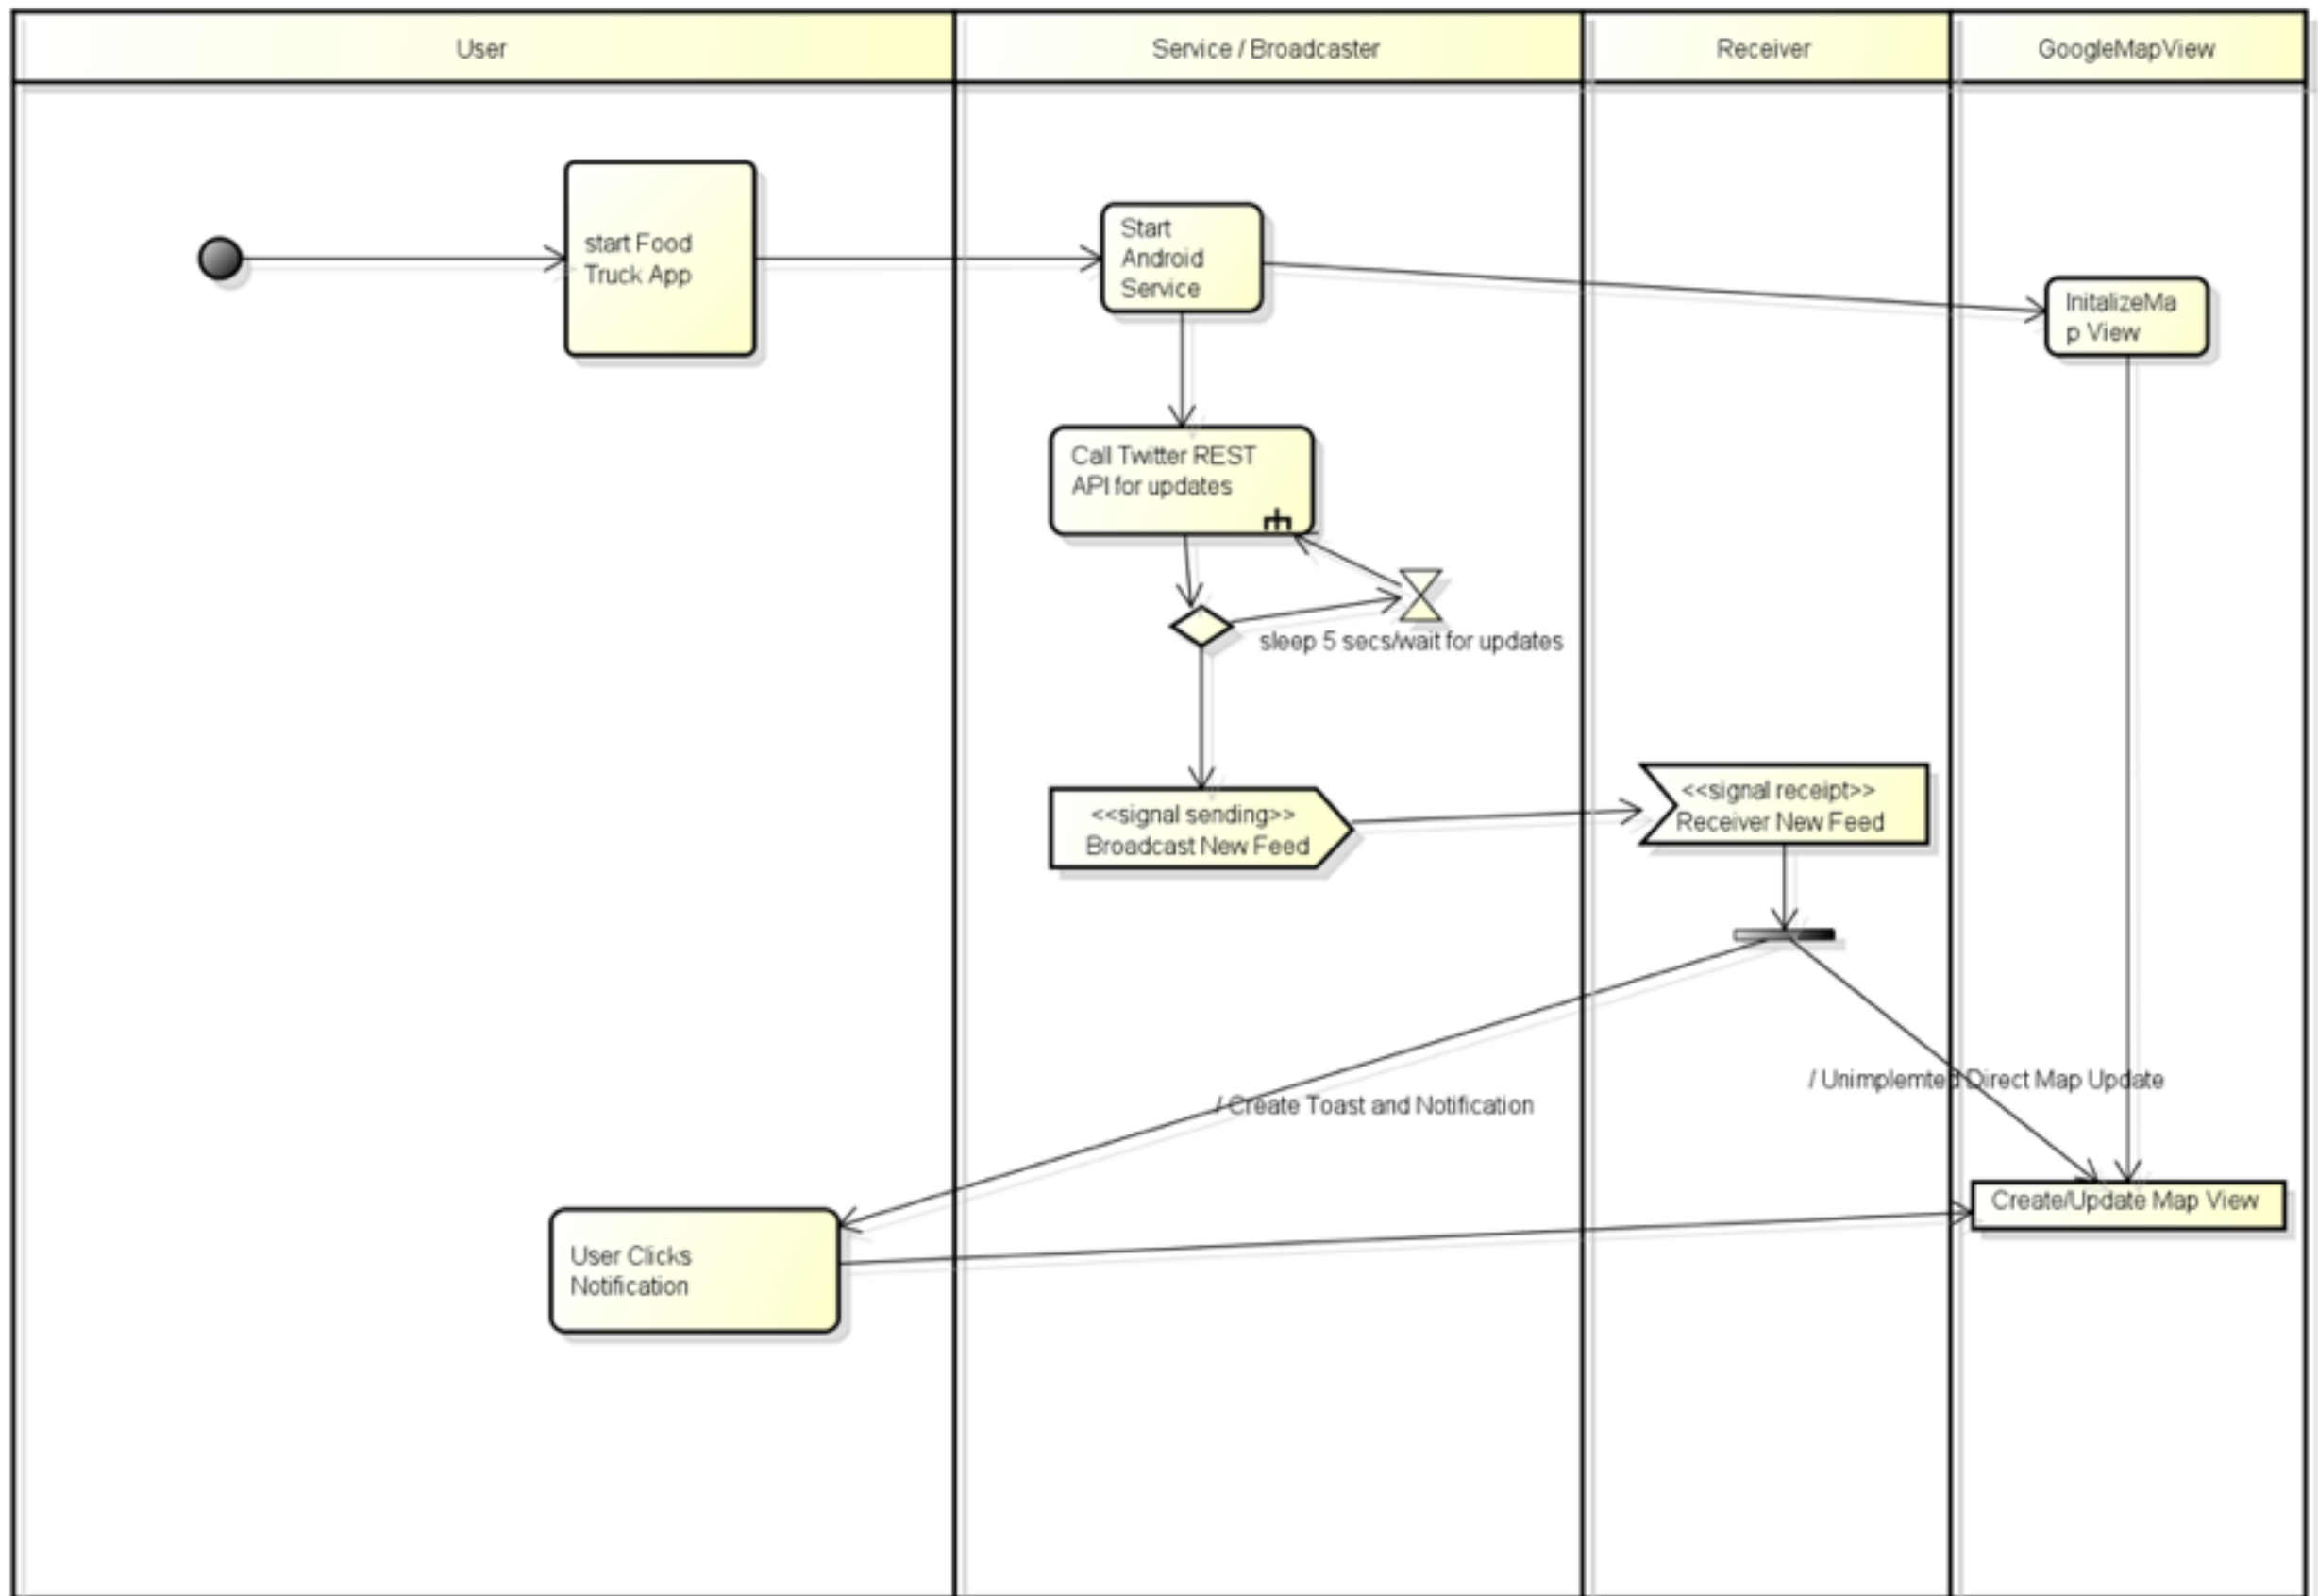 User
Service / Broadcaster
Receiver
GoogleMapView
start Food
Truck App
Start
Android
Service
InitalizeMa
p View
Call Twitter REST
API for updates
sleep 5 secs/wait for updates
<<signal sending>>
Broadcast New Feed
<<signal receipt>>
Receiver New Feed
/ Unimplemted Direct Map Update
/ Create Toast and Notification
Create/Update Map View
User Clicks
Notification